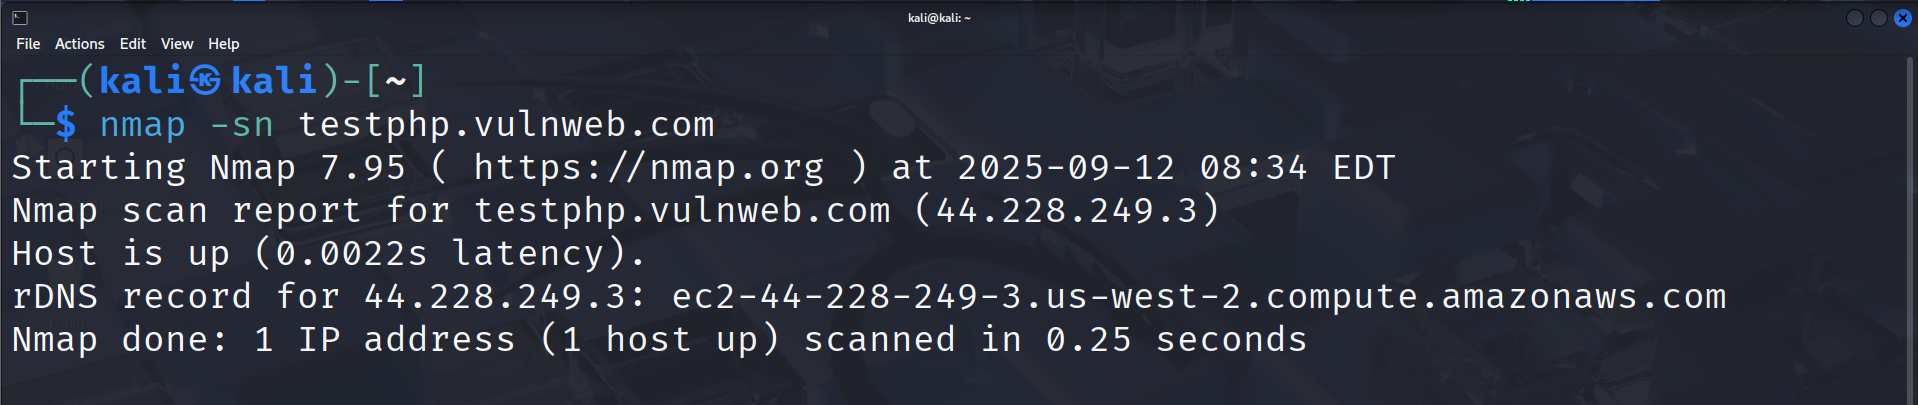 kali@kali: ~
File Actions Edit View Help
┌──(kali㉿kali)-[~]
└─$ nmap -sn testphp.vulnweb.com
Starting Nmap 7.95 ( https://nmap.org ) at 2025-09-12 08:34 EDT
Nmap scan report for testphp.vulnweb.com (44.228.249.3)
Host is up (0.0022s latency).
rDNS record for 44.228.249.3: ec2-44-228-249-3.us-west-2.compute.amazonaws.com
Nmap done: 1 IP address (1 host up) scanned in 0.25 seconds